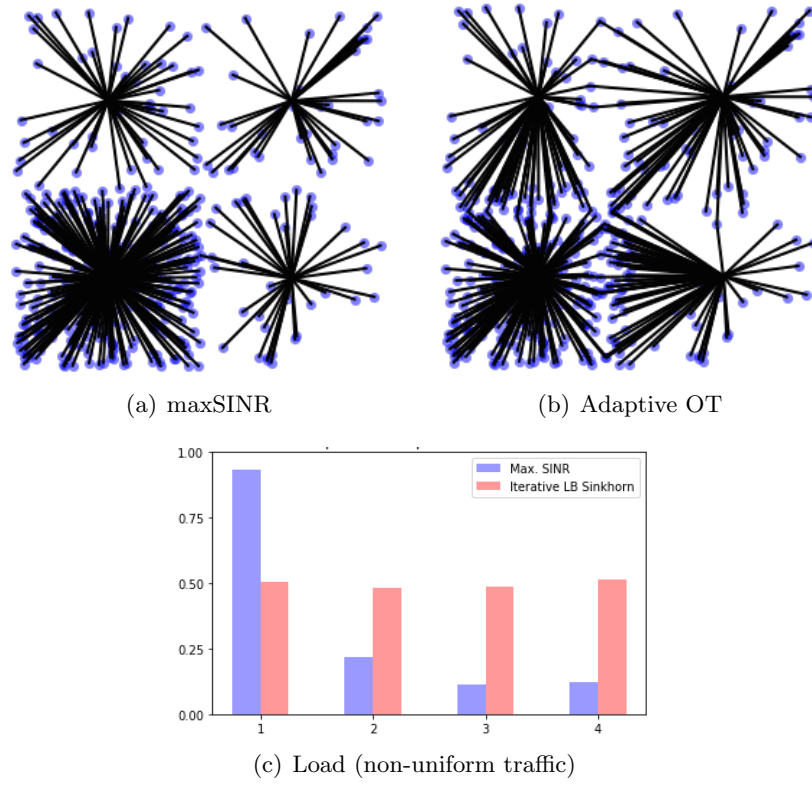 (a) maxSINR
(b) Adaptive OT
1.00
0.75
0.50
0.25
0.00
Max. SINR
Iterative LB Sinkhorn
1
2
3
4
(c) Load (non-uniform traffic)